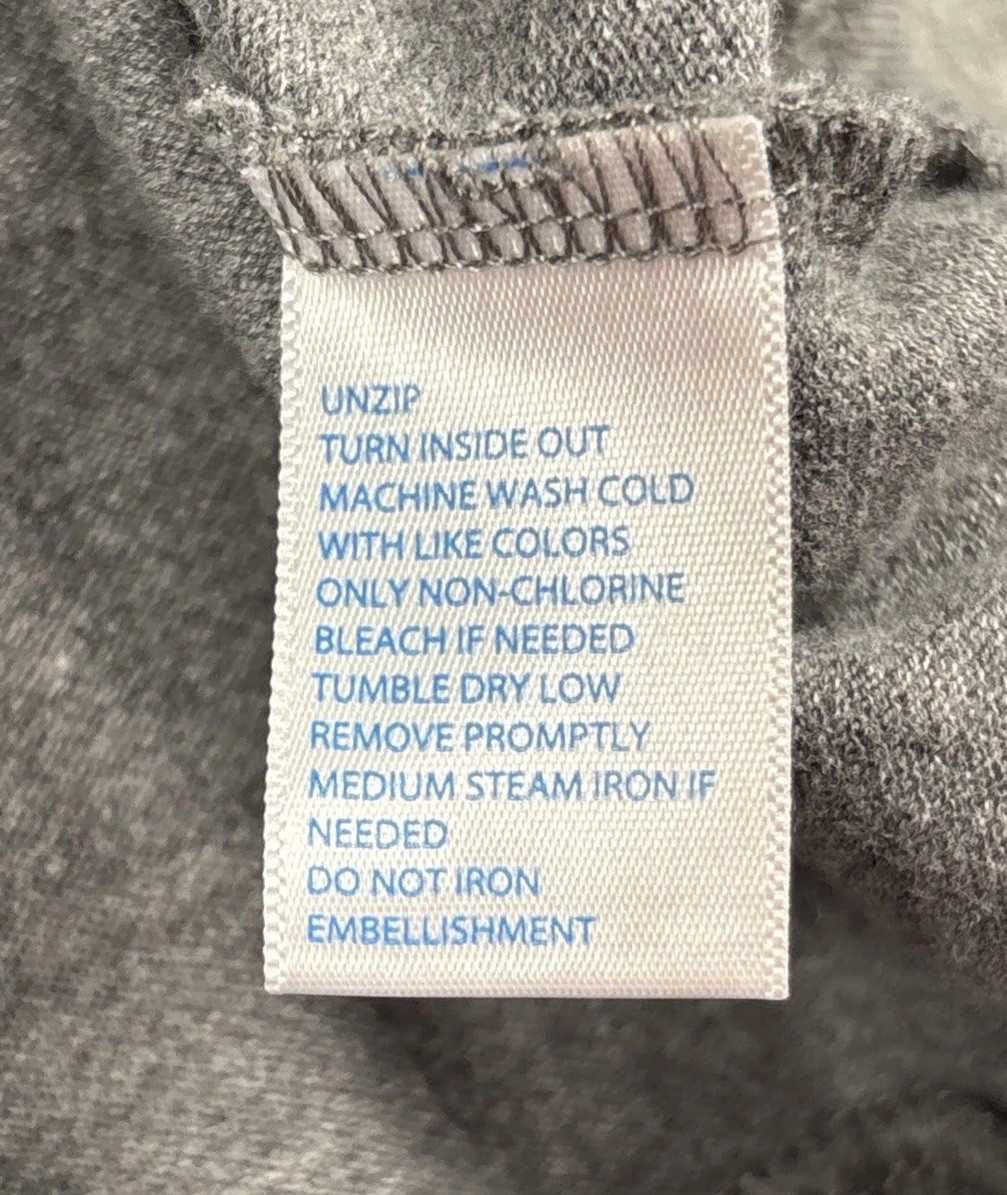 UNZIP
TURN INSIDE OUT
MACHINE WASH COLD
WITH LIKE COLORS
ONLY NON-CHLORINE
BLEACH IF NEEDED
TUMBLE DRY LOW
REMOVE PROMPTLY
MEDIUM STEAM IRON IF
NEEDED
DO NOT IRON
EMBELLISHMENT